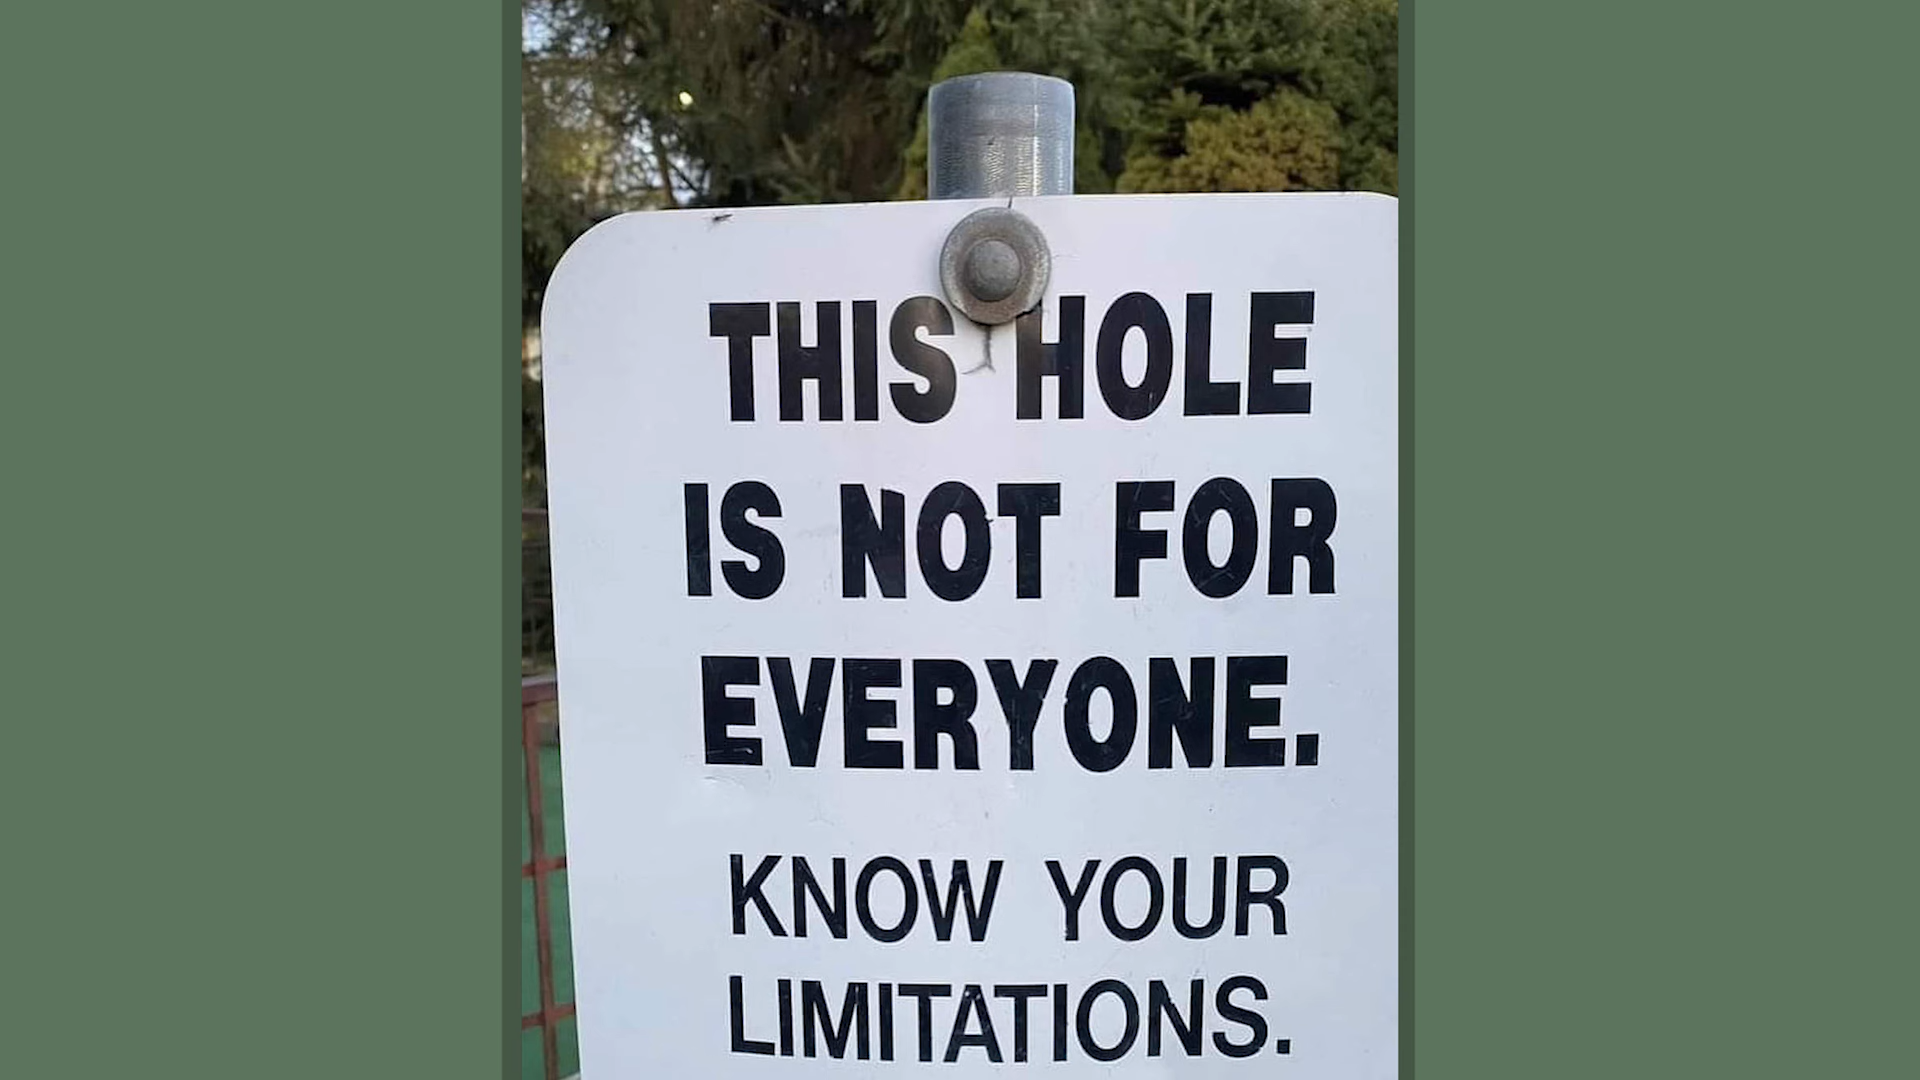 THIS HOLE
IS NOT FOR
EVERYONE.
KNOW YOUR
LIMITATIONS.